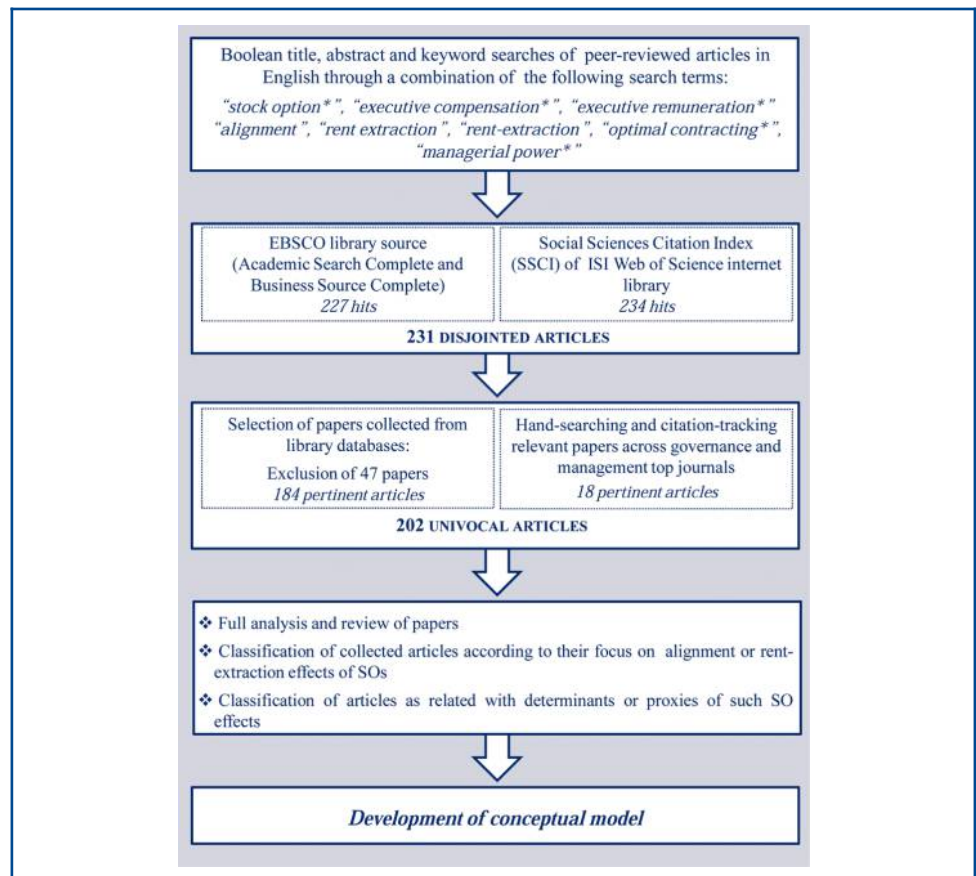 Boolean title, abstract and keyword searches of peer-reviewed articles in
English through a combination of the following search terms:
“stock option*”, “executive compensation*”, “executive remuneration*”
“alignment”, “rent extraction”, “rent-extraction”, “optimal contracting*”,
“managerial power*”
EBSCO library source
(Academic Search Complete and
Business Source Complete)
227 hits
Social Sciences Citation Index
(SSCI) of ISI Web of Science internet
library
234 hits
231 DISJOINTED ARTICLES
Selection of papers collected from
library databases:
Exclusion of 47 papers
184 pertinent articles
Hand-searching and citation-tracking
relevant papers across governance and
management top journals
18 pertinent articles
202 UNIVOCAL ARTICLES
❖ Full analysis and review of papers
❖ Classification of collected articles according to their focus on alignment or rent-
extraction effects of SOs
❖ Classification of articles as related with determinants or proxies of such SO
effects
Development of conceptual model